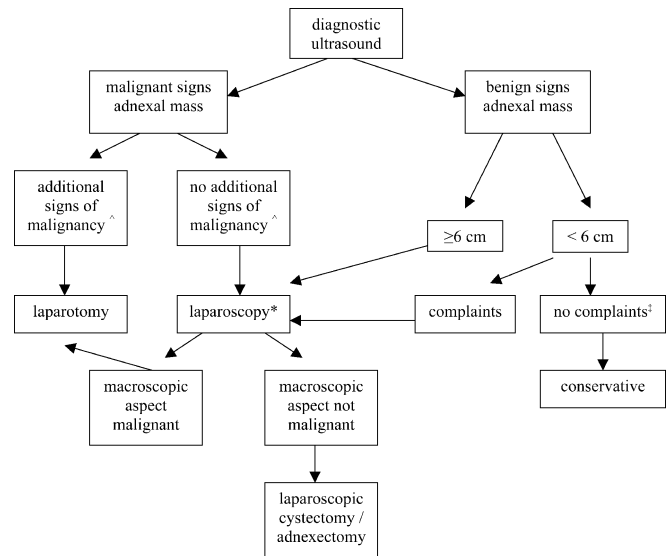 diagnostic
ultrasound
malignant signs
adnexal mass
benign signs
adnexal mass
additional
signs of
malignancy ^
no additional
signs of
malignancy ^
≥6 cm
< 6 cm
laparotomy
laparoscopy*
complaints
no complaints‡
macroscopic
aspect
malignant
macroscopic
aspect not
malignant
conservative
laparoscopic
cystectomy /
adnexectomy